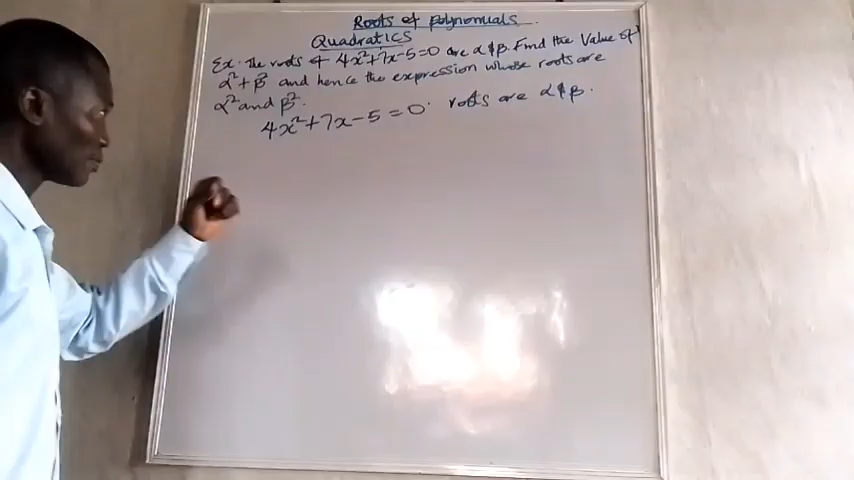 Roots of polynomials.
QUADRATICS
Ex. The roots of 4x²+7x-5=0 are α & β. Find the value of
α²+β² and hence the expression whose roots are
α² and β².
4x²+7x-5=0. roots are α & β.